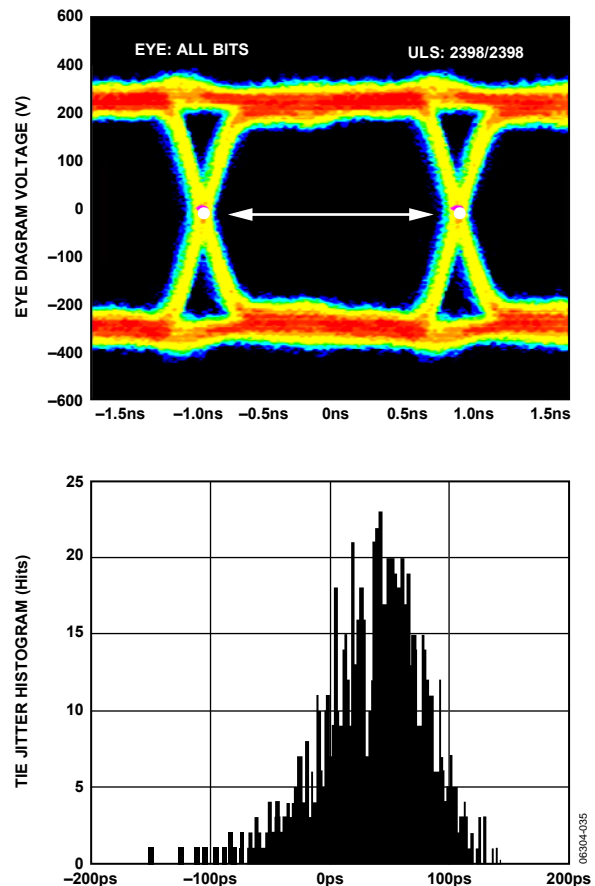 EYE DIAGRAM VOLTAGE (V)
600
400
200
100
0
–100
–200
–400
–600
EYE: ALL BITS
ULS: 2398/2398
–1.5ns –1.0ns –0.5ns 0ns 0.5ns 1.0ns 1.5ns
TIE JITTER HISTOGRAM (Hits)
25
20
15
10
5
0
–200ps –100ps 0ps 100ps 200ps
06304-035